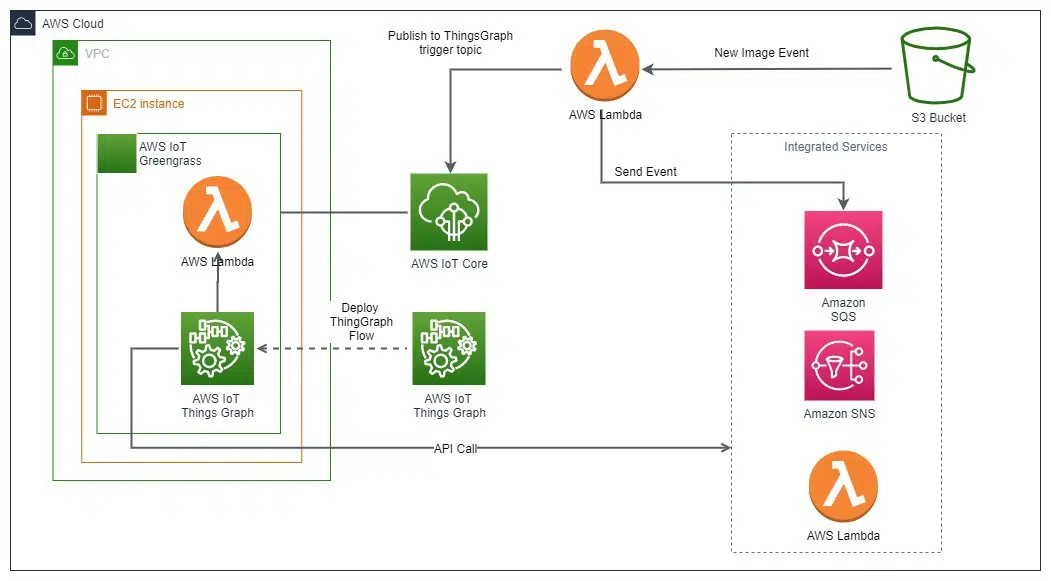 AWS Cloud
VPC
EC2 instance
AWS IoT
Greengrass
AWS Lambda
AWS IoT
Things Graph
Publish to ThingsGraph
trigger topic
AWS Lambda
New Image Event
S3 Bucket
Send Event
AWS IoT Core
Deploy
ThingGraph
Flow
AWS IoT
Things Graph
API Call
Integrated Services
Amazon
SQS
Amazon SNS
AWS Lambda